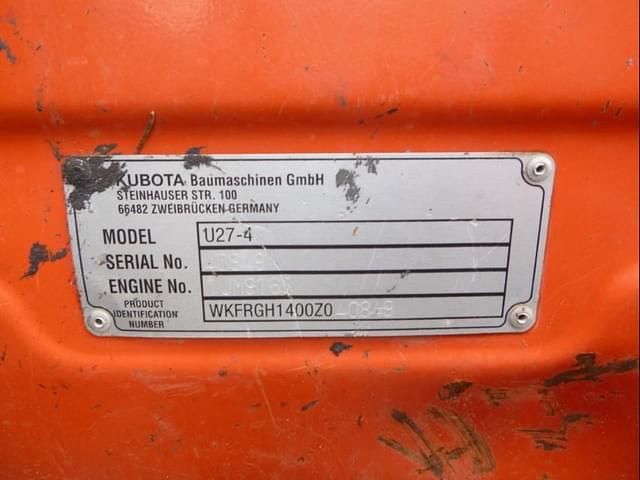 KUBOTA Baumaschinen GmbH
STEINHAUSER STR. 100
66482 ZWEIBRÜCKEN GERMANY
MODEL U27-4
SERIAL No.
ENGINE No.
PRODUCT IDENTIFICATION NUMBER WKFRGH1400Z0